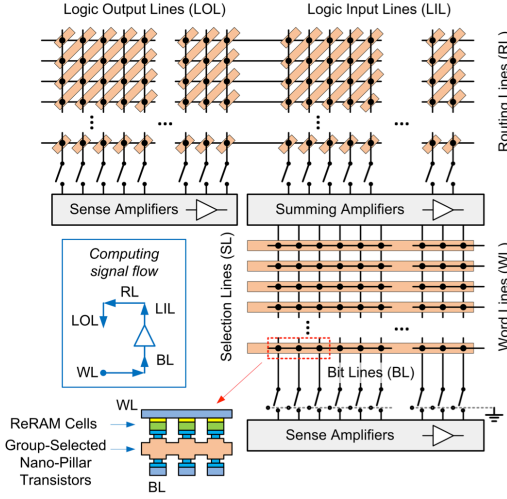 Logic Output Lines (LOL)
Logic Input Lines (LIL)
Routing Lines (RL)
Sense Amplifiers
Summing Amplifiers
Computing
signal flow
RL
LIL
LOL
BL
WL
Selection Lines (SL)
Word Lines (WL)
Bit Lines (BL)
Sense Amplifiers
WL
ReRAM Cells
Group-Selected
Nano-Pillar
Transistors
BL